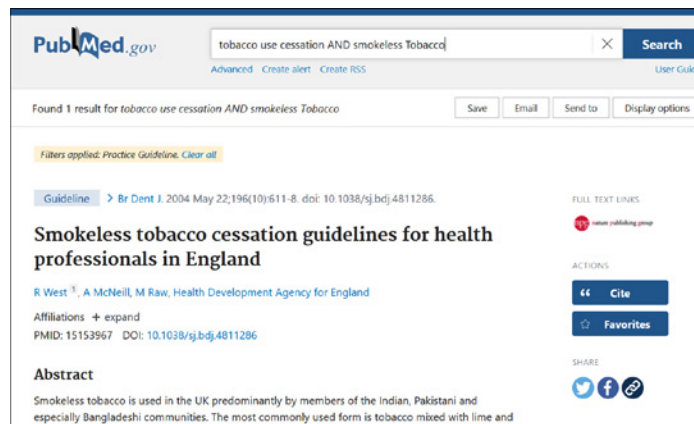 PubMed.gov
tobacco use cessation AND smokeless Tobacco
Search
Advanced Create alert Create RSS
User Guid
Found 1 result for tobacco use cessation AND smokeless Tobacco
Save
Email
Send to
Display options
Filters applied: Practice Guideline. Clear all
Guideline > Br Dent J. 2004 May 22;196(10):611-8. doi: 10.1038/sj.bdj.4811286.
FULL TEXT LINKS
npg nature publishing group
Smokeless tobacco cessation guidelines for health
professionals in England
ACTIONS
Cite
Favorites
R West 1, A McNeill, M Raw, Health Development Agency for England
Affiliations + expand
PMID: 15153967 DOI: 10.1038/sj.bdj.4811286
SHARE
Abstract
Smokeless tobacco is used in the UK predominantly by members of the Indian, Pakistani and
especially Bangladeshi communities. The most commonly used form is tobacco mixed with lime and